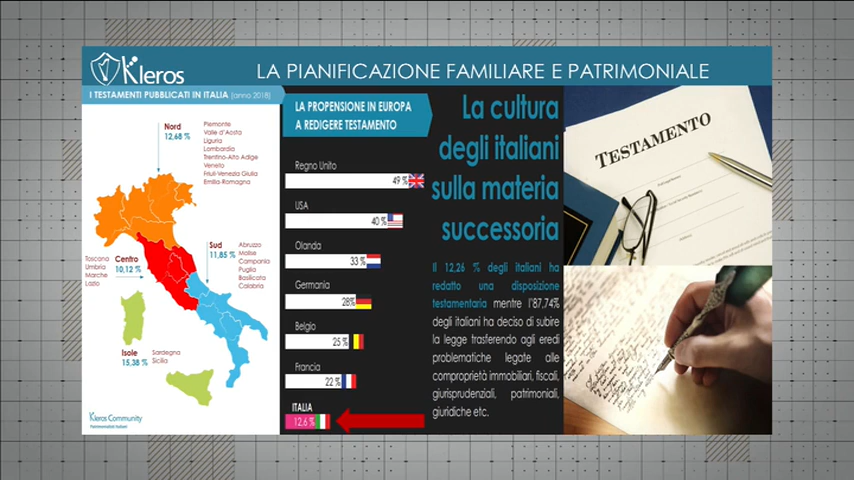 Kleros
LA PIANIFICAZIONE FAMILIARE E PATRIMONIALE
I TESTAMENTI PUBBLICATI IN ITALIA (anno 2018)
Nord
12,68 %
Piemonte
Valle d'Aosta
Liguria
Lombardia
Trentino-Alto Adige
Veneto
Friuli-Venezia Giulia
Emilia-Romagna
Sud
11,85 %
Abruzzo
Molise
Campania
Puglia
Basilicata
Calabria
Toscana
Umbria
Marche
Lazio
Centro
10,12 %
Isole
15,38 %
Sardegna
Sicilia
Kleros Community
Patrimonialisti Italiani
LA PROPENSIONE IN EUROPA
A REDIGERE TESTAMENTO
Regno Unito
49 %
USA
40 %
Olanda
33 %
Germania
28%
Belgio
25 %
Francia
22 %
ITALIA
12,6 %
La cultura
degli italiani
sulla materia
successoria
Il 12,26 % degli italiani ha
redatto una disposizione
testamentaria mentre l'87,74%
degli italiani ha deciso di subire
la legge trasferendo agli eredi
problematiche legate alle
comproprietà immobiliari, fiscali,
giurisprudenziali, patrimoniali,
giuridiche etc.
TESTAMENTO